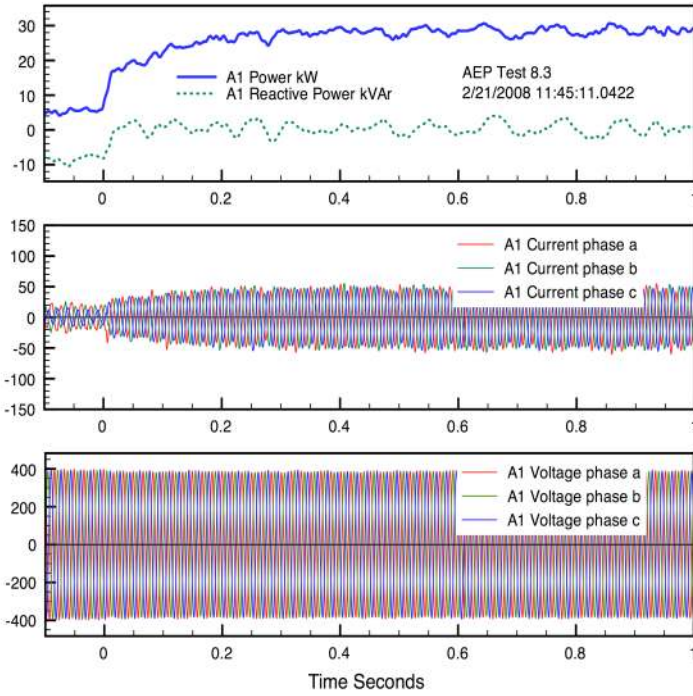 30
20
10
0
-10
A1 Power kW
A1 Reactive Power kVAr
AEP Test 8.3
2/21/2008 11:45:11.0422
0 0.2 0.4 0.6 0.8 1
150
100
50
0
-50
-100
-150
A1 Current phase a
A1 Current phase b
A1 Current phase c
0 0.2 0.4 0.6 0.8 1
400
200
0
-200
-400
A1 Voltage phase a
A1 Voltage phase b
A1 Voltage phase c
0 0.2 0.4 0.6 0.8 1
Time Seconds